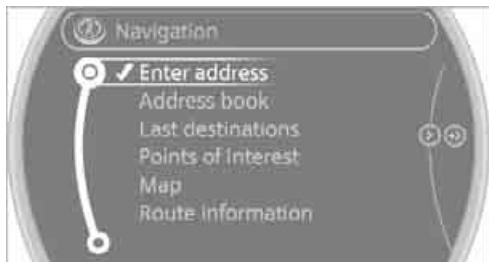 Navigation
Enter address
Address book
Last destinations
Points of Interest
Map
Route information